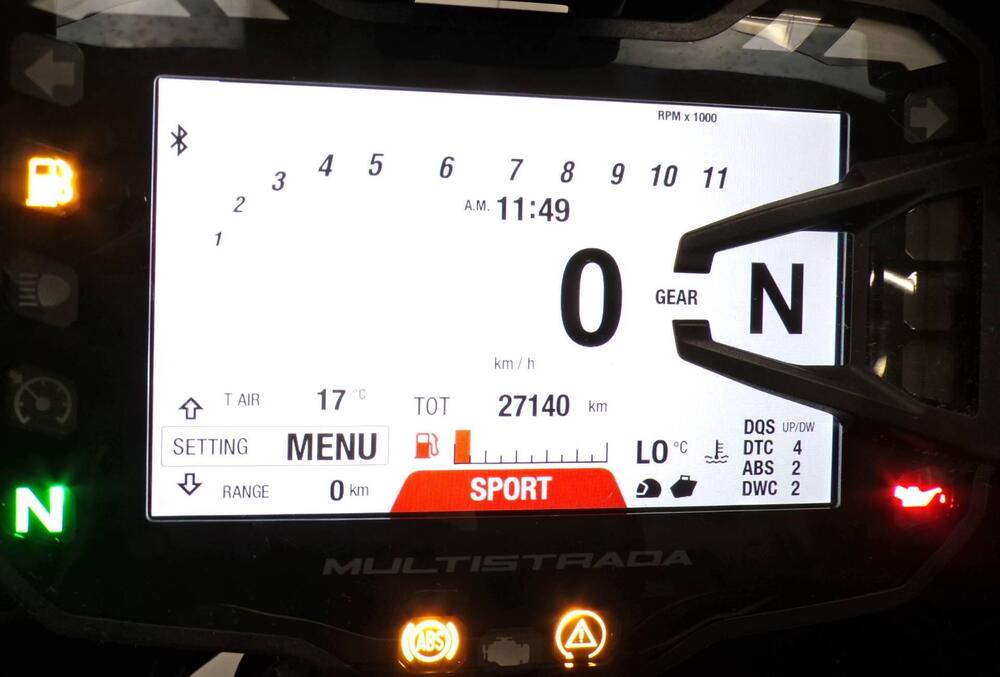 RPM x 1000
1 2 3 4 5 6 7 8 9 10 11
A.M. 11:49
0
GEAR N
km / h
T AIR 17 °C
TOT 27140 km
SETTING MENU
RANGE 0 km
SPORT
LO °C
DQS UP/DW
DTC 4
ABS 2
DWC 2
N
MULTISTRADA
ABS